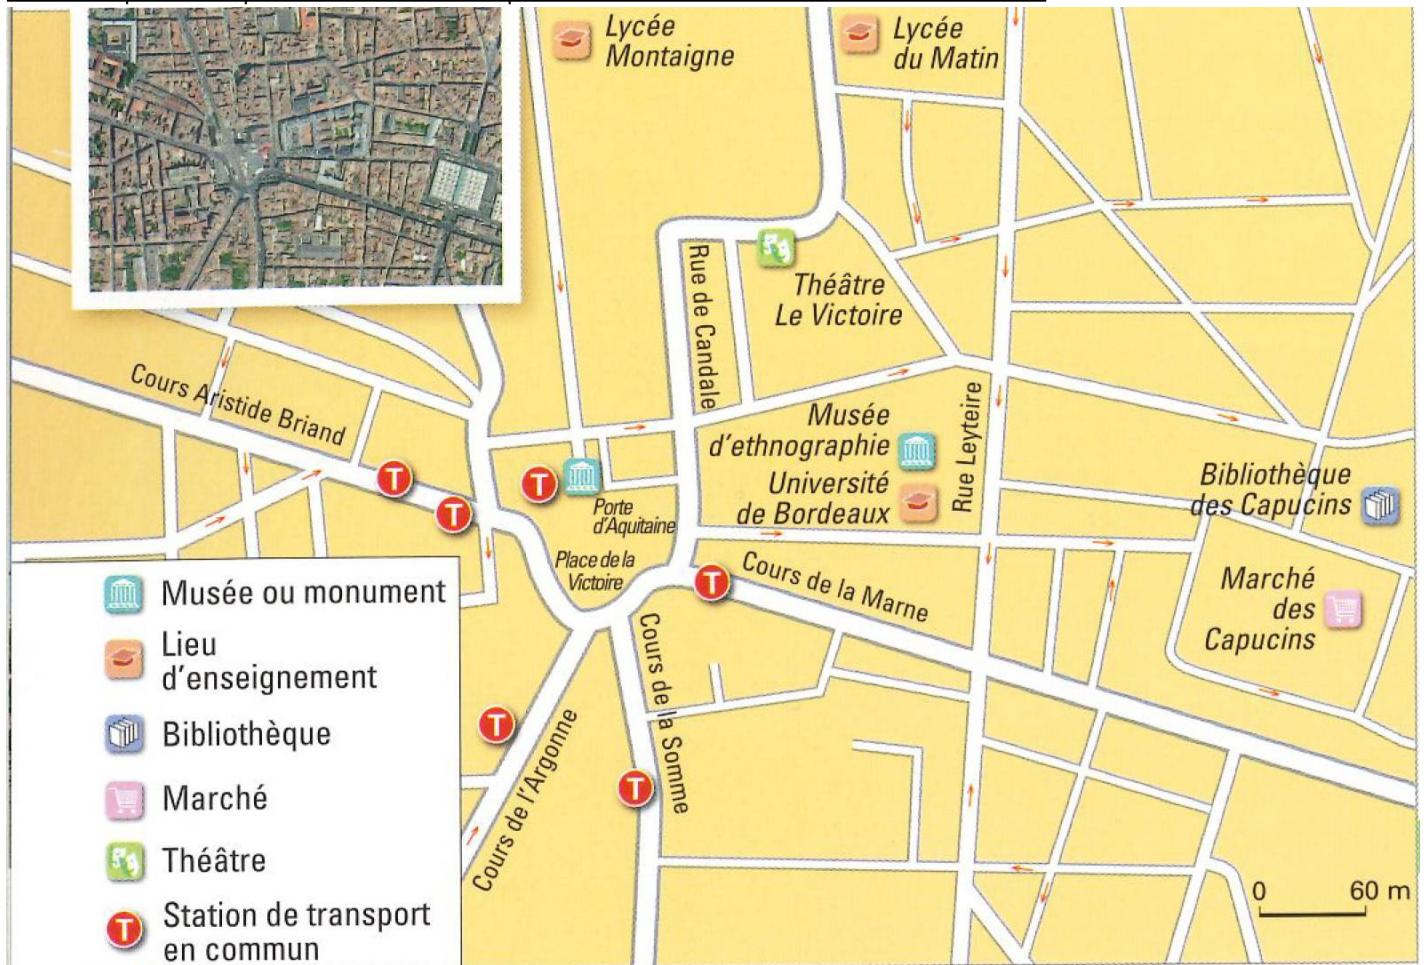 Lycée
Montaigne
Lycée
du Matin
Théâtre
Le Victoire
Rue de Candale
Cours Aristide Briand
Musée
d'ethnographie
Université
de Bordeaux
Rue Leyteire
Bibliothèque
des Capucins
Porte
d'Aquitaine
Place de la
Victoire
Cours de la Marne
Marché
des
Capucins
Cours de la Somme
Cours de l'Argonne
T
T
T
T
T
T
Musée ou monument
Lieu
d'enseignement
Bibliothèque
Marché
Théâtre
T
Station de transport
en commun
0 60 m